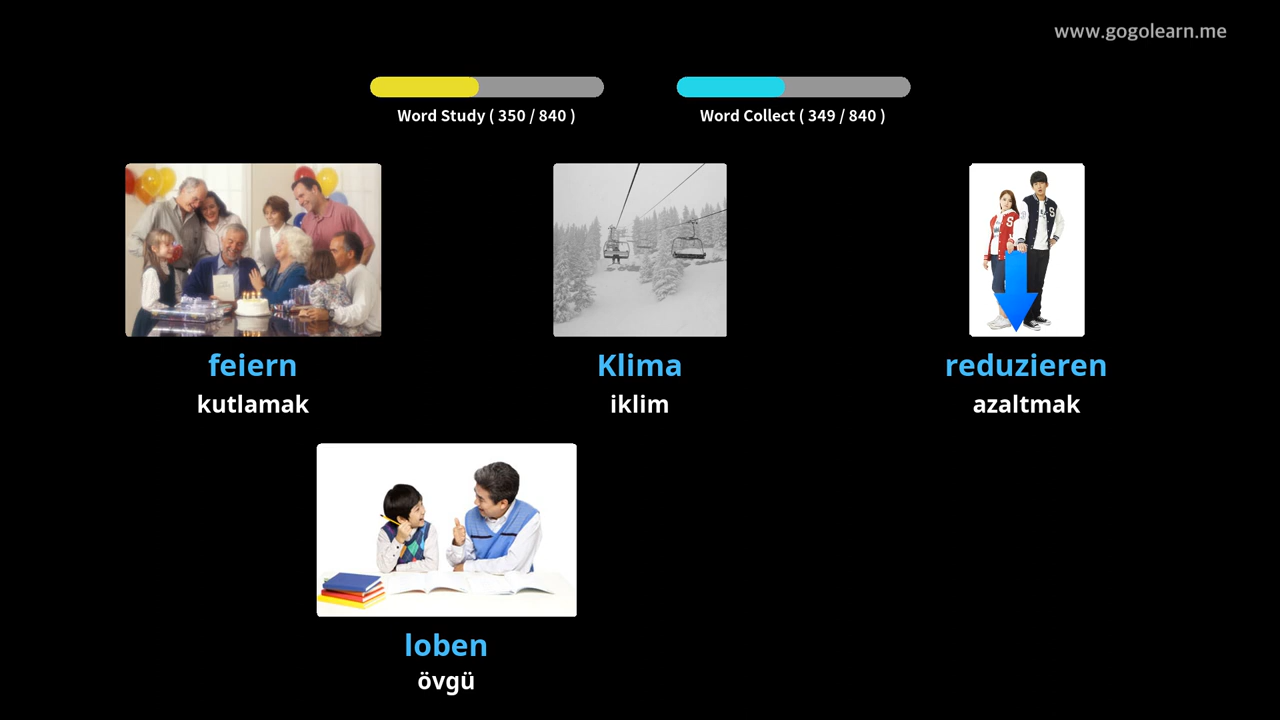 www.gogolearn.me
Word Study ( 350 / 840 )
Word Collect ( 349 / 840 )
feiern
kutlamak
Klima
iklim
reduzieren
azaltmak
loben
övgü